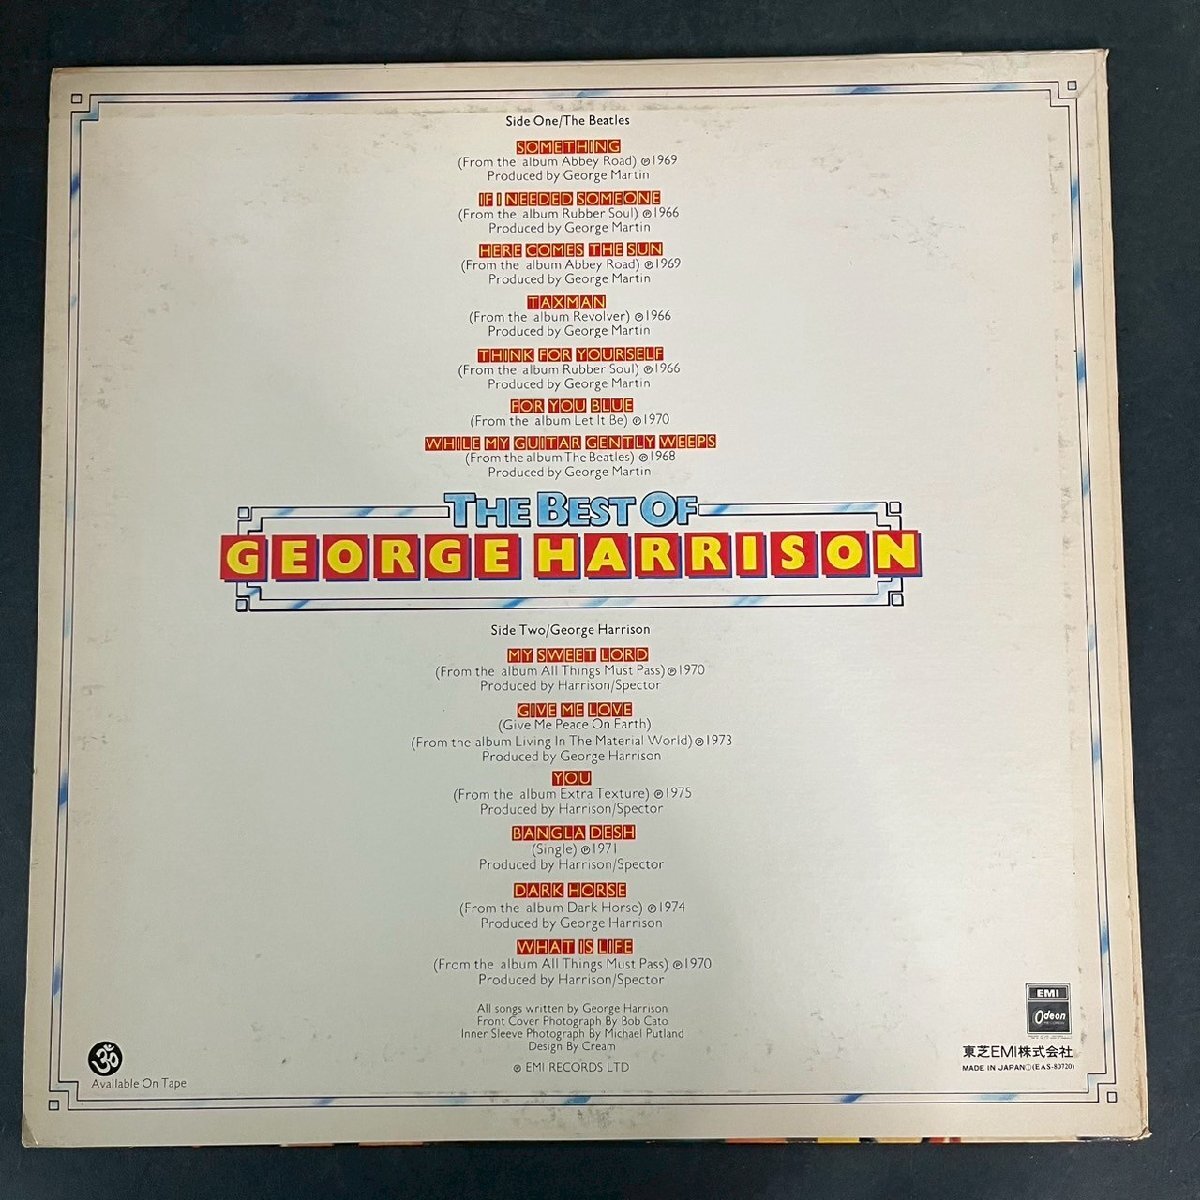 Side One/The Beatles
SOMETHING
(From the album Abbey Road) ℗1969
Produced by George Martin
IF I NEEDED SOMEONE
(From the album Rubber Soul) ℗1966
Produced by George Martin
HERE COMES THE SUN
(From the album Abbey Road) ℗1969
Produced by George Martin
TAXMAN
(From the album Revolver) ℗1966
Produced by George Martin
THINK FOR YOURSELF
(From the album Rubber Soul) ℗1966
Produced by George Martin
FOR YOU BLUE
(From the album Let It Be) ℗1970
WHILE MY GUITAR GENTLY WEEPS
(From the album The Beatles) ℗1968
Produced by George Martin
THE BEST OF
GEORGE HARRISON
Side Two/George Harrison
MY SWEET LORD
(From the album All Things Must Pass) ℗1970
Produced by Harrison/Spector
GIVE ME LOVE
(Give Me Peace On Earth)
(From the album Living In The Material World) ℗1973
Produced by George Harrison
YOU
(From the album Extra Texture) ℗1975
Produced by Harrison/Spector
BANGLA DESH
(Single) ℗1971
Produced by Harrison/Spector
DARK HORSE
(From the album Dark Horse) ℗1974
Produced by George Harrison
WHAT IS LIFE
(From the album All Things Must Pass) ℗1970
Produced by Harrison/Spector
All songs written by George Harrison
Front Cover Photograph By Bob Cato
Inner Sleeve Photograph by Michael Putland
Design By Cream
℗ EMI RECORDS LTD
ॐ
Available On Tape
EMI
Odeon
東芝EMI株式会社
MADE IN JAPAN (EAS-80720)